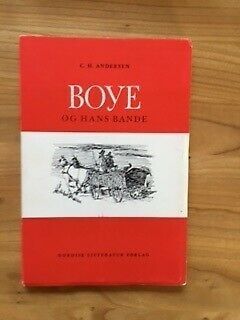 C. H. ANDERSEN
BOYE
OG HANS BANDE
NORDISK LITTERATUR FORLAG